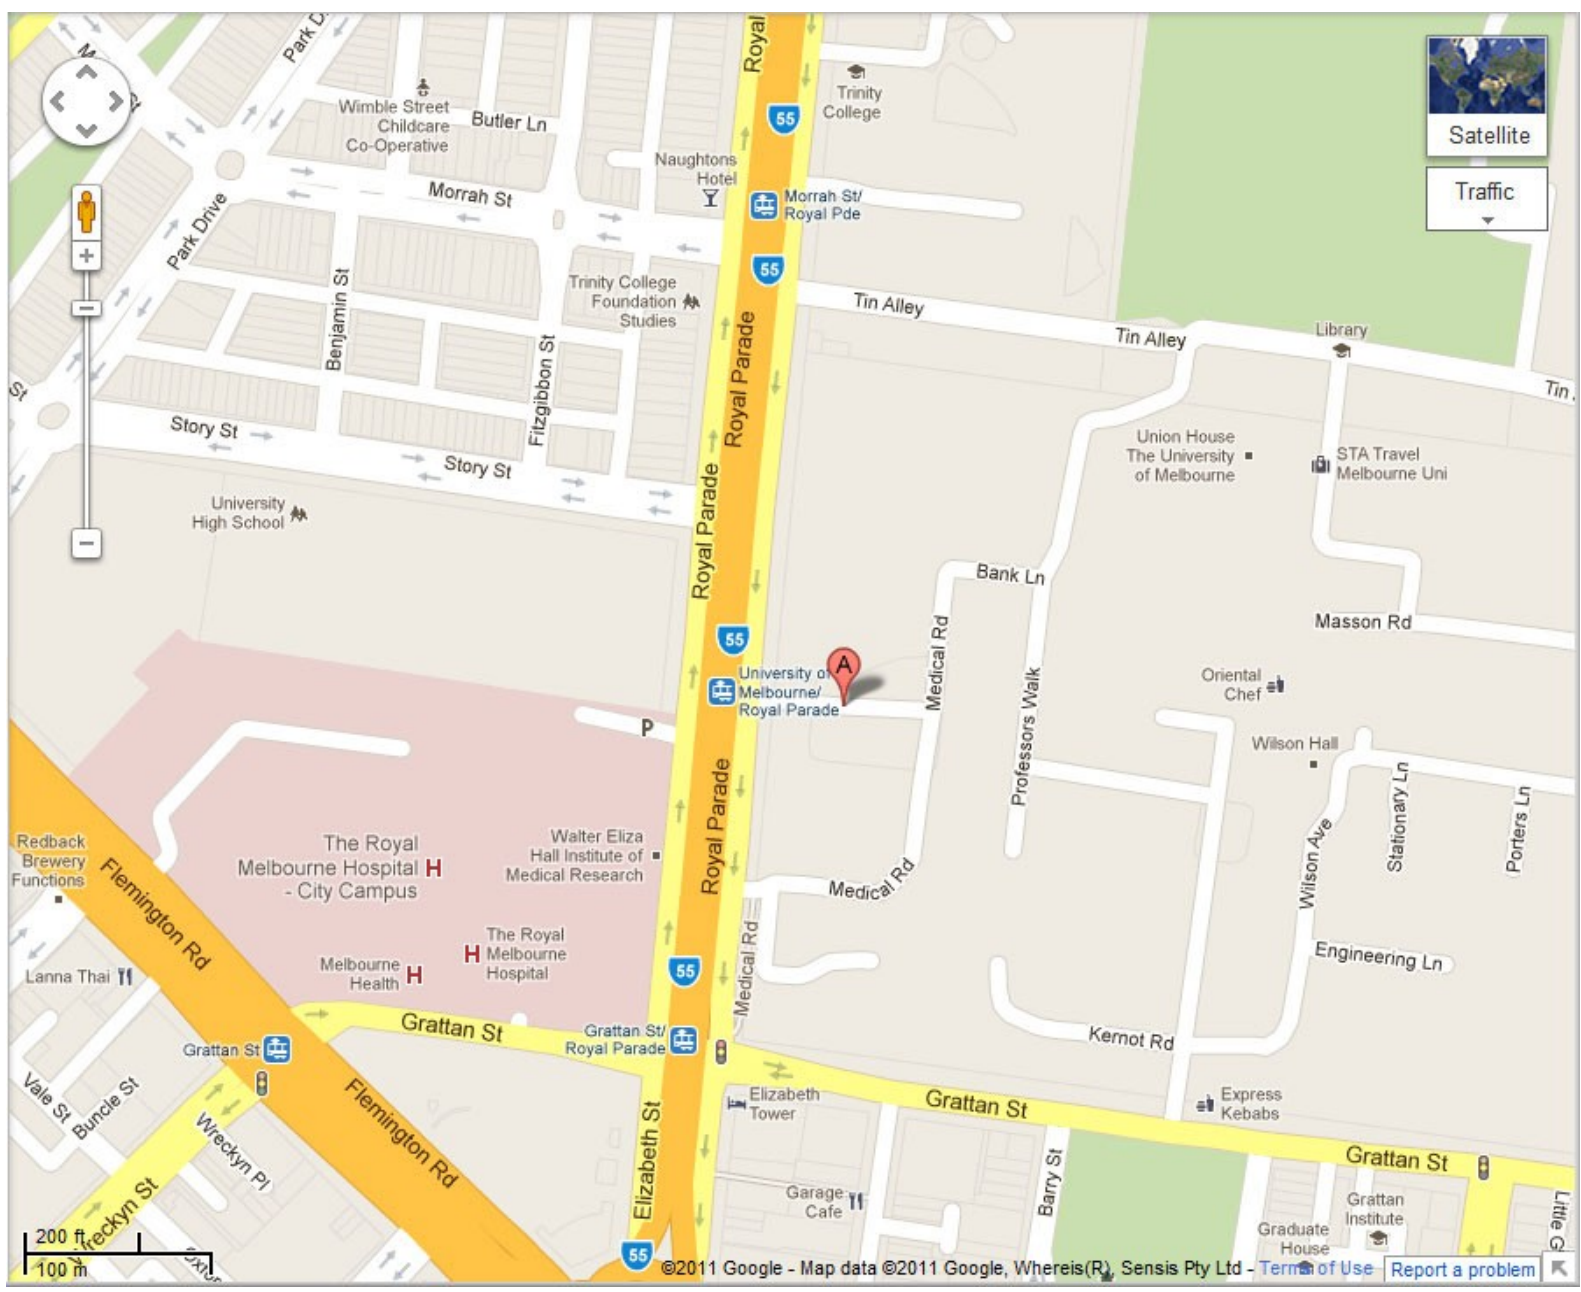 Royal
Park D
M
St
55
Trinity
College
Satellite
Traffic
Wimble Street
Childcare
Co-Operative
Butler Ln
Naughtons
Hotel
Morrah St
Morrah St/
Royal Pde
Park Drive
55
Trinity College
Foundation
Studies
Tin Alley
Tin Alley
Library
Tin
Benjamin St
Fitzgibbon St
Royal Parade
St
Story St
Story St
Union House
The University
of Melbourne
STA Travel
Melbourne Uni
University
High School
Royal Parade
Bank Ln
Masson Rd
55
Medical Rd
Professors Walk
University of
Melbourne/
Royal Parade
A
Oriental
Chef
P
Wilson Hall
Stationary Ln
Porters Ln
Royal Parade
Redback
Brewery
Functions
The Royal
Melbourne Hospital
- City Campus
H
Walter Eliza
Hall Institute of
Medical Research
Medical Rd
Wilson Ave
Flemington Rd
The Royal
Melbourne
Hospital
H
Melbourne
Health
H
Lanna Thai
55
Medical Rd
Engineering Ln
Grattan St
Grattan St/
Royal Parade
Kernot Rd
Grattan St
Vale St
Buncle St
Flemington Rd
Elizabeth
Tower
Grattan St
Express
Kebabs
Wreckyn Pl
Elizabeth St
Grattan St
Wreckyn St
Garage
Cafe
Barry St
Graduate
House
Grattan
Institute
Little G
200 ft
100 m
55
©2011 Google - Map data ©2011 Google, Whereis(R), Sensis Pty Ltd - Terms of Use
Report a problem